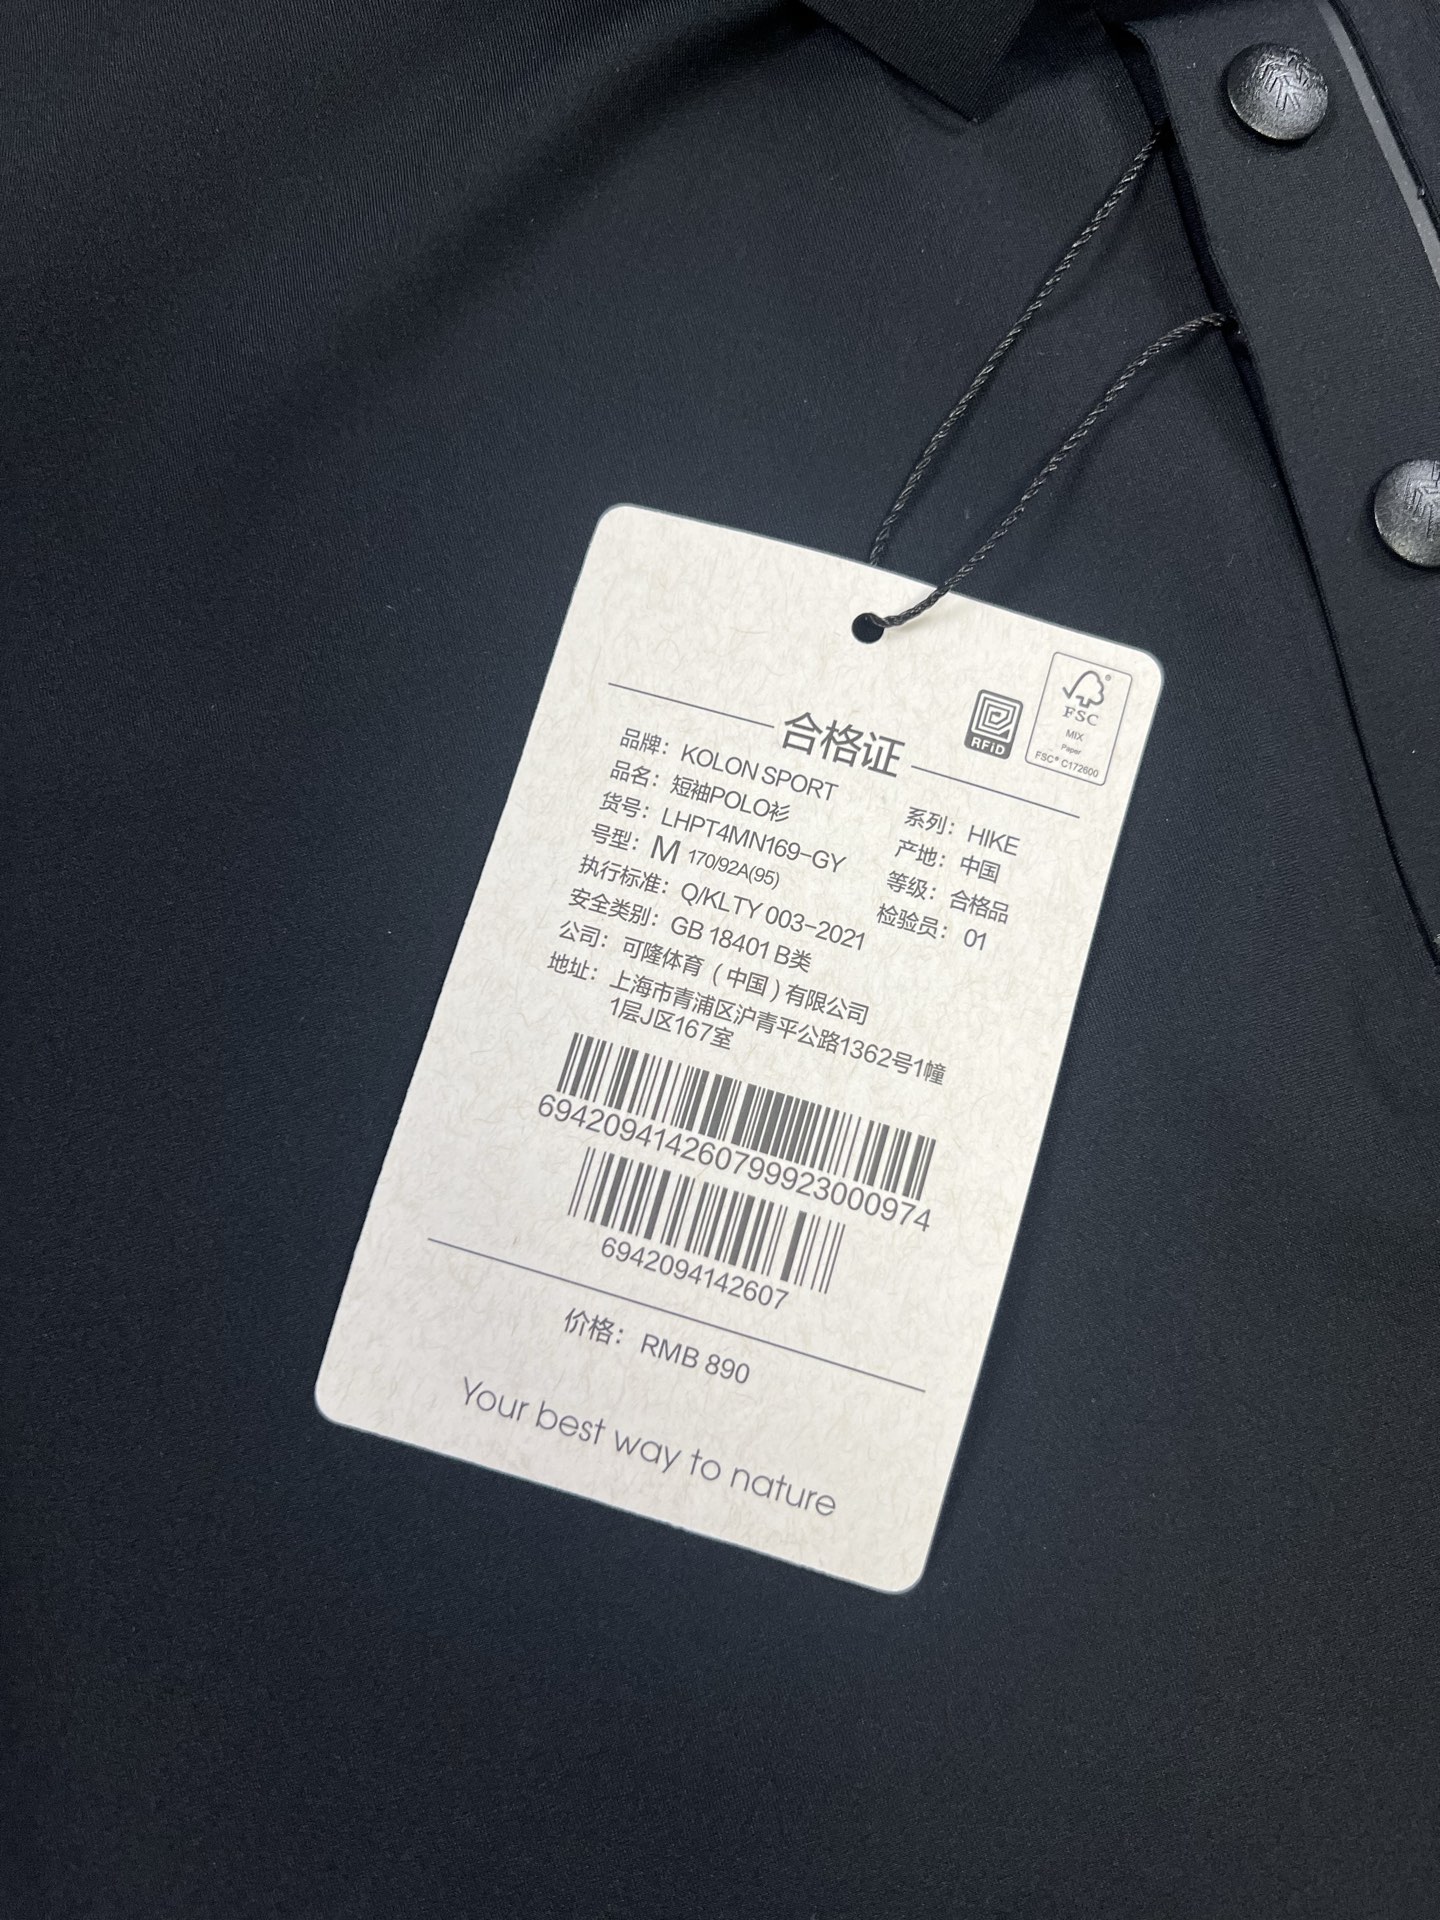 合格证
RFiD
FSC
MIX
Paper
FSC® C172600
品牌： KOLON SPORT
品名： 短袖POLO衫
货号： LHPT4MN169-GY
号型： M 170/92A(95)
执行标准： Q/KLTY 003-2021
安全类别： GB 18401 B类
公司： 可隆体育（中国）有限公司
地址： 上海市青浦区沪青平公路1362号1幢
1层J区167室
系列： HIKE
产地： 中国
等级： 合格品
检验员： 01
694209414260799923000974
6942094142607
价格： RMB 890
Your best way to nature